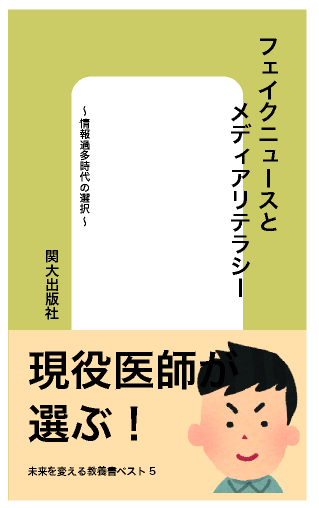 フェイクニュースと
メディアリテラシー
～情報過多時代の選択～
関大出版社
現役医師が
選ぶ！
未来を変える教養書ベスト5